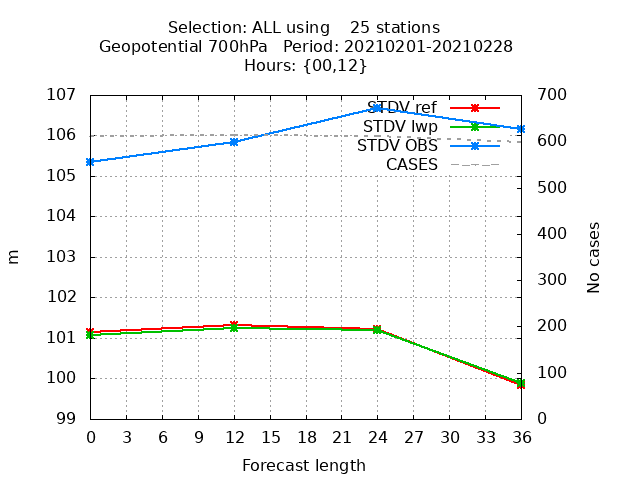 Selection: ALL using 25 stations
Geopotential 700hPa Period: 20210201-20210228
Hours: {00,12}
107
106
105
104
103
102
101
100
99
m
700
600
500
400
300
200
100
0
No cases
STDV ref
STDV lwp
STDV OBS
CASES
0 3 6 9 12 15 18 21 24 27 30 33 36
Forecast length